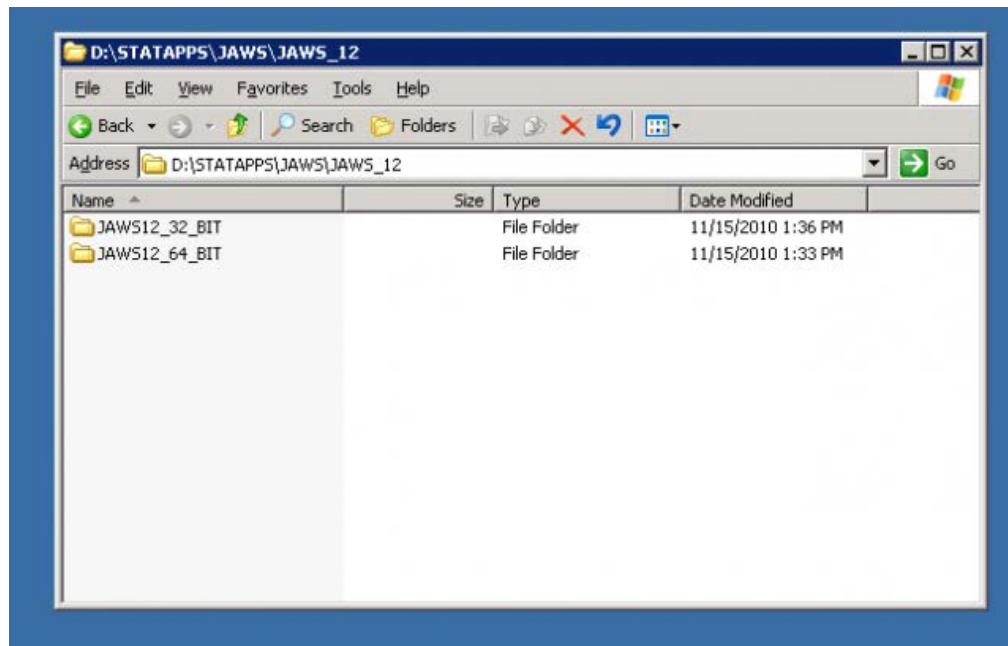 D:\STATAPPS\JAWS\JAWS_12
File Edit View Favorites Tools Help
Back Search Folders
Address D:\STATAPPS\JAWS\JAWS_12 Go
Name Size Type Date Modified
JAWS12_32_BIT File Folder 11/15/2010 1:36 PM
JAWS12_64_BIT File Folder 11/15/2010 1:33 PM